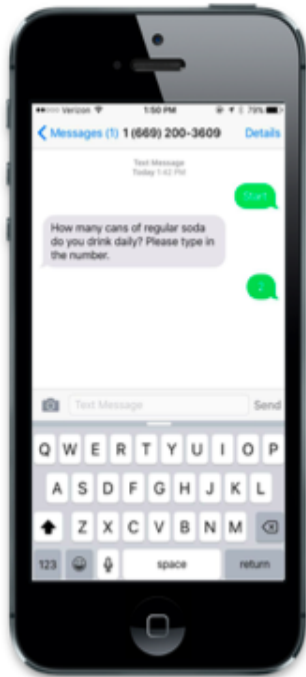 Verizon 1:50 PM 79%
Messages (1) 1 (669) 200-3609 Details
Text Message
Today 1:42 PM
Start
How many cans of regular soda
do you drink daily? Please type in
the number.
2
Text Message Send
Q W E R T Y U I O P
A S D F G H J K L
Z X C V B N M
123 space return